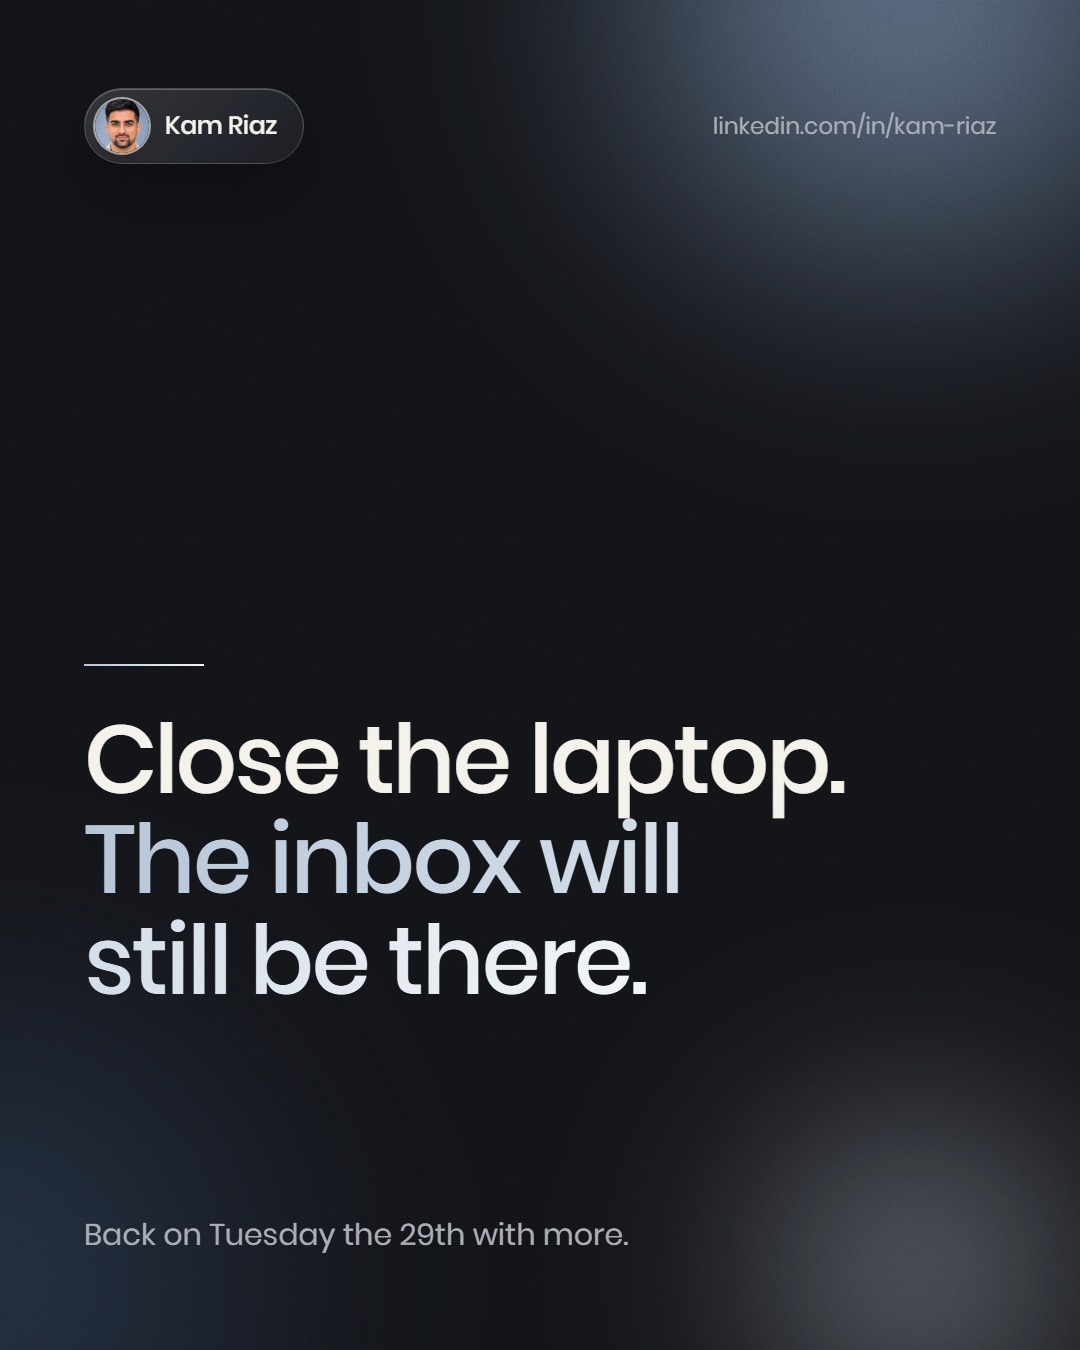 Kam Riaz
linkedin.com/in/kam-riaz
Close the laptop.
The inbox will
still be there.
Back on Tuesday the 29th with more.